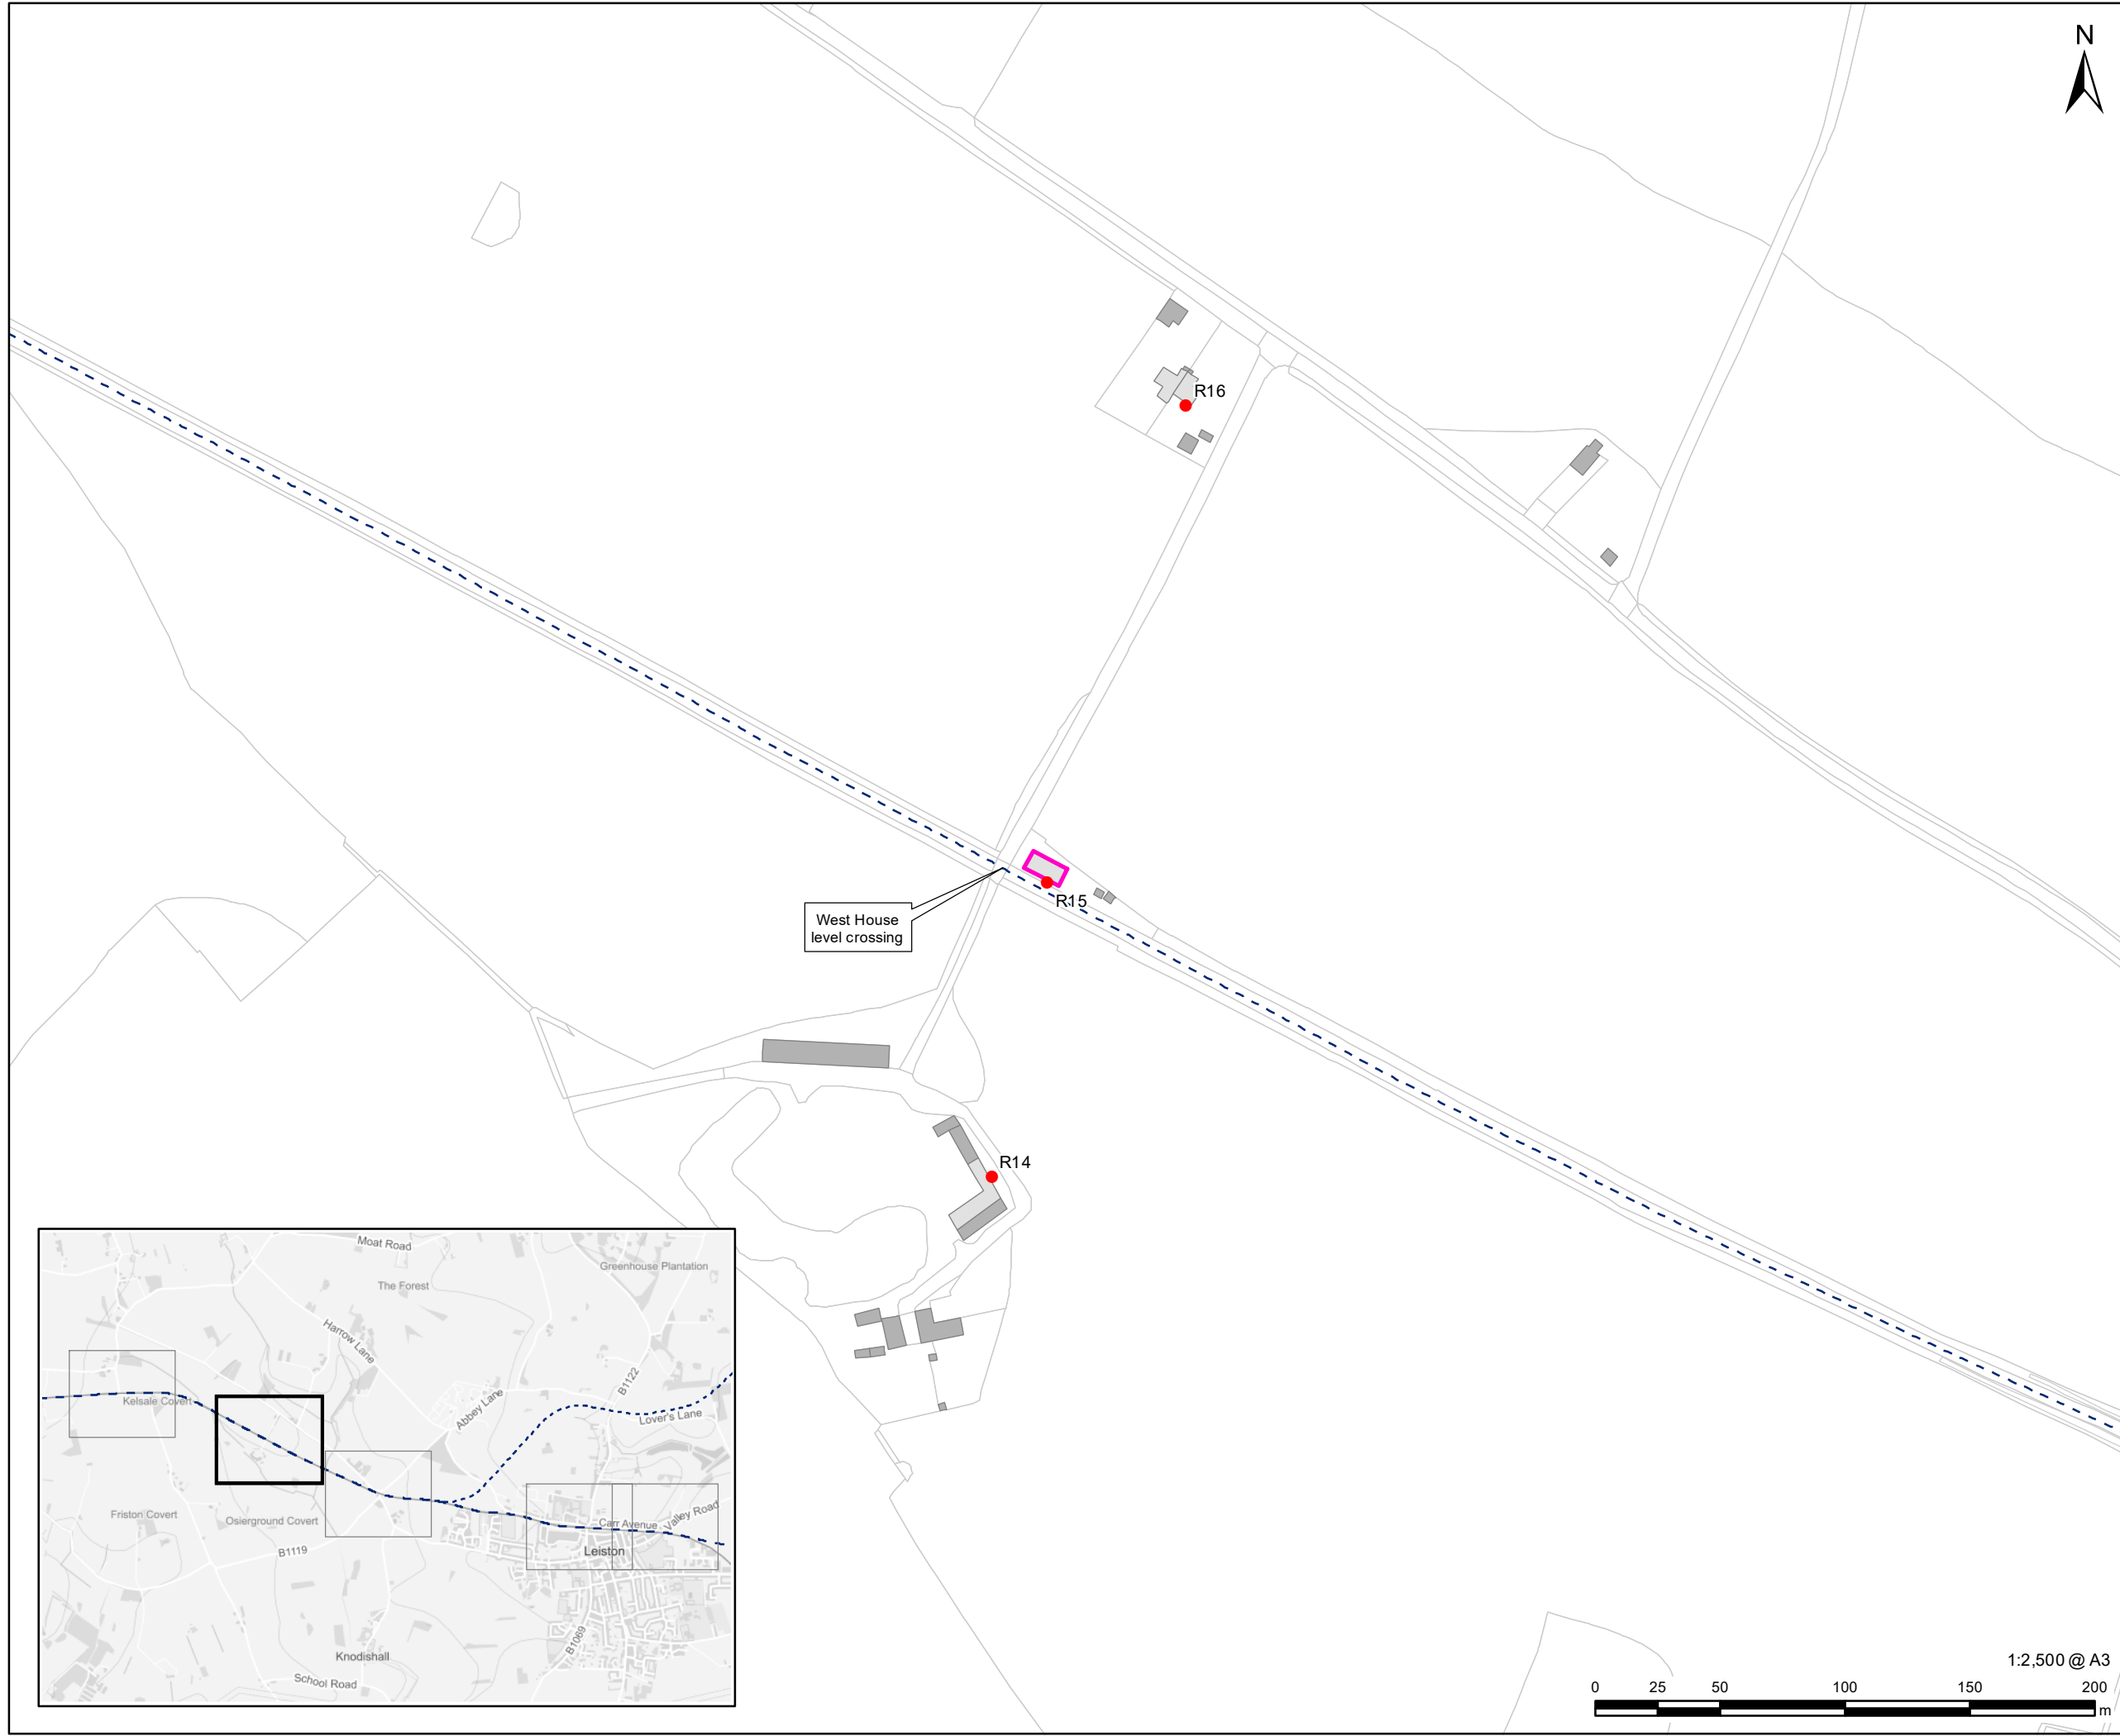 N
R16
R15
West House
level crossing
R14
Moat Road
Greenhouse Plantation
The Forest
Harrow Lane
B1122
Kelsale Covert
Abbey Lane
Lover's Lane
Friston Covert
Osierground Covert
Valley Road
Carr Avenue
B1119
Leiston
B1069
Knodishall
School Road
1:2,500 @ A3
0 25 50 100 150 200
m